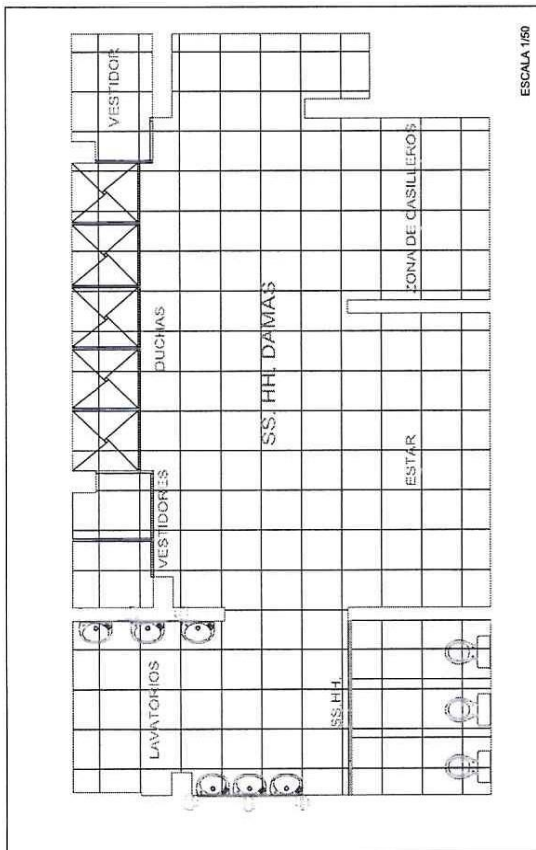 VESTIDOR
DUCHAS
VESTIDORES
LAVATORIOS
SS. HH. DAMAS
SS.HH.
ZONA DE CASILLEROS
ESTAR
ESCALA 1/50